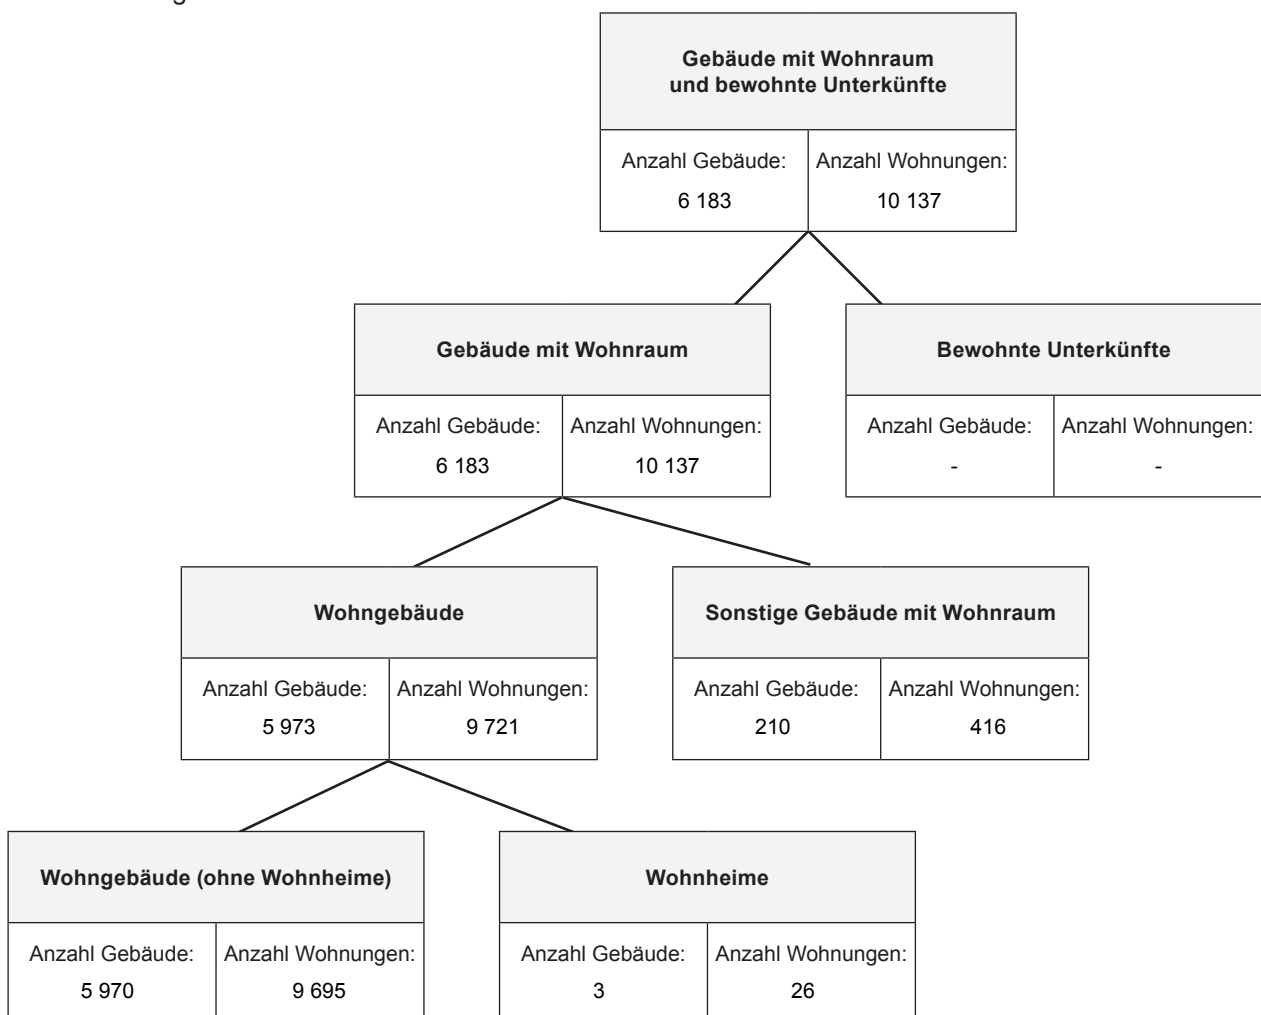 Gebäude mit Wohnraum
und bewohnte Unterkünfte
Anzahl Gebäude: Anzahl Wohnungen:
6 183 10 137
Gebäude mit Wohnraum
Anzahl Gebäude: Anzahl Wohnungen:
6 183 10 137
Bewohnte Unterkünfte
Anzahl Gebäude: Anzahl Wohnungen:
- -
Wohngebäude
Anzahl Gebäude: Anzahl Wohnungen:
5 973 9 721
Sonstige Gebäude mit Wohnraum
Anzahl Gebäude: Anzahl Wohnungen:
210 416
Wohngebäude (ohne Wohnheime)
Anzahl Gebäude: Anzahl Wohnungen:
5 970 9 695
Wohnheime
Anzahl Gebäude: Anzahl Wohnungen:
3 26